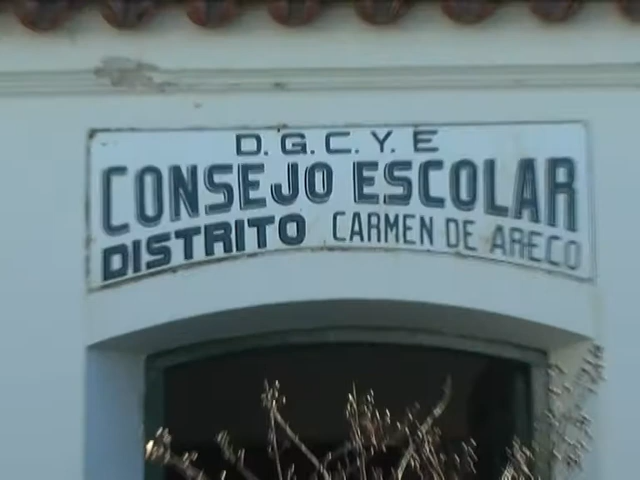 D. G. C. Y. E
CONSEJO ESCOLAR
DISTRITO CARMEN DE ARECO